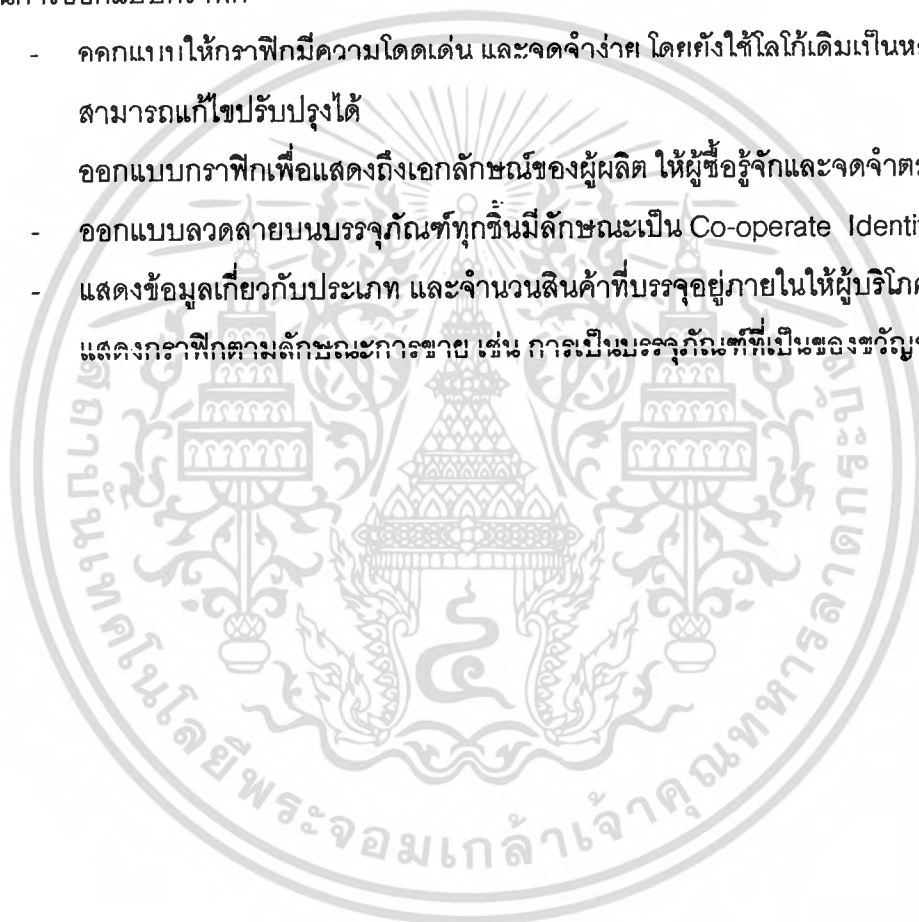 - ออกแบบให้กราฟิกมีความโดดเด่น และจดจำง่าย โดยยังใช้โลโก้เดิมเป็น
สามารถแก้ไขปรับปรุงได้
ออกแบบกราฟิกเพื่อแสดงถึงเอกลักษณ์ของผู้ผลิต ให้ผู้ซื้อรู้จักและจดจำ
- ออกแบบลวดลายบนบรรจุภัณฑ์ทุกชิ้นมีลักษณะเป็น Co-operate Identi
- แสดงข้อมูลเกี่ยวกับประเภท และจำนวนสินค้าที่บรรจุอยู่ภายในให้ผู้บริโภค
แสดงกราฟิกตามลักษณะการขาย เช่น การเป็นบรรจุภัณฑ์ที่เป็นของขวัญ
สถาบันเทคโนโลยีพระจอมเกล้าเจ้าคุณทหารลาดกระบัง